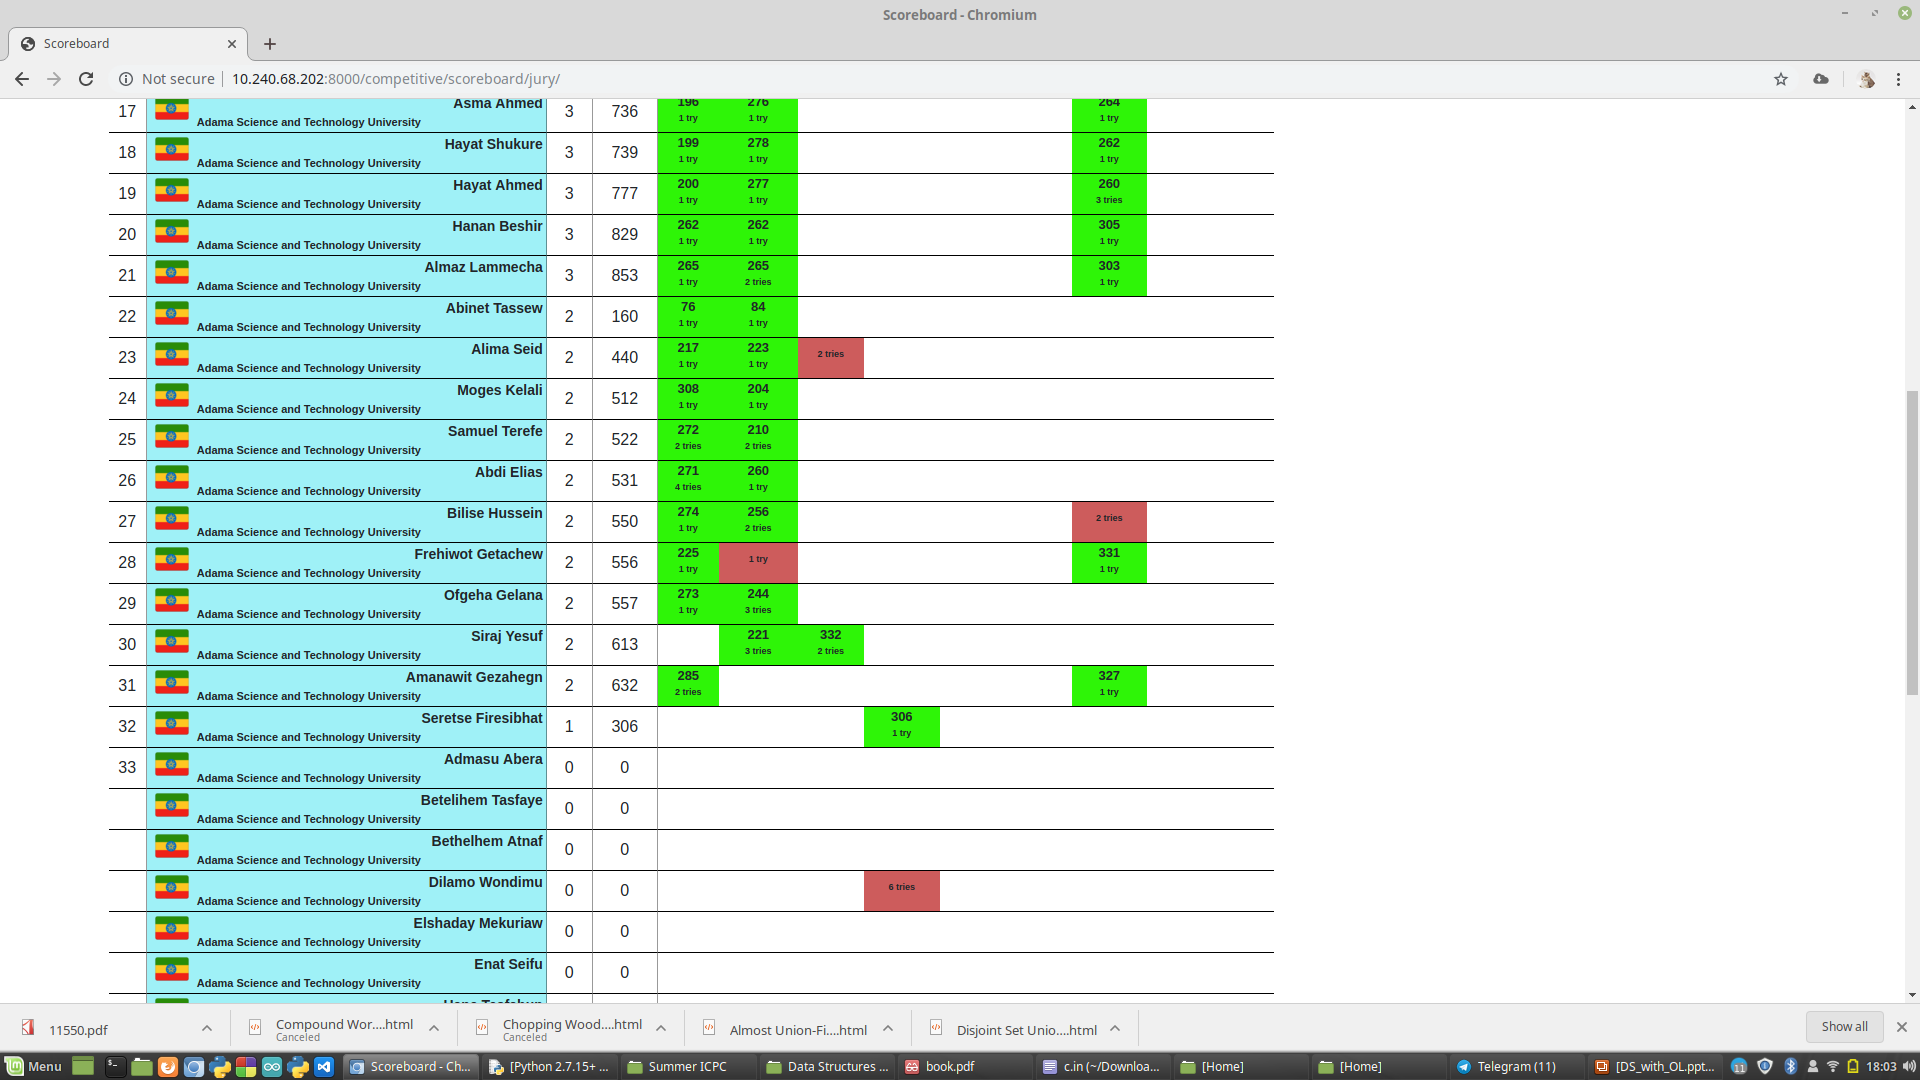 Scoreboard - Chromium
Scoreboard
Not secure 10.240.68.202:8000/competitive/scoreboard/jury/
17 Asma Ahmed 3 736 196 276 264
Adama Science and Technology University 1 try 1 try 1 try
18 Hayat Shukure 3 739 199 278 262
Adama Science and Technology University 1 try 1 try 1 try
19 Hayat Ahmed 3 777 200 277 260
Adama Science and Technology University 1 try 1 try 3 tries
20 Hanan Beshir 3 829 262 262 305
Adama Science and Technology University 1 try 1 try 1 try
21 Almaz Lammecha 3 853 265 265 303
Adama Science and Technology University 1 try 2 tries 1 try
22 Abinet Tassew 2 160 76 84
Adama Science and Technology University 1 try 1 try
23 Alima Seid 2 440 217 223 2 tries
Adama Science and Technology University 1 try 1 try
24 Moges Kelali 2 512 308 204
Adama Science and Technology University 1 try 1 try
25 Samuel Terefe 2 522 272 210
Adama Science and Technology University 2 tries 2 tries
26 Abdi Elias 2 531 271 260
Adama Science and Technology University 4 tries 1 try
27 Bilise Hussein 2 550 274 256 2 tries
Adama Science and Technology University 1 try 2 tries
28 Frehiwot Getachew 2 556 225 1 try 331
Adama Science and Technology University 1 try 1 try
29 Ofgeha Gelana 2 557 273 244
Adama Science and Technology University 1 try 3 tries
30 Siraj Yesuf 2 613 221 332
Adama Science and Technology University 3 tries 2 tries
31 Amanawit Gezahegn 2 632 285 327
Adama Science and Technology University 2 tries 1 try
32 Seretse Firesibhat 1 306 306
Adama Science and Technology University 1 try
33 Admasu Abera 0 0
Adama Science and Technology University
Betelihem Tasfaye 0 0
Adama Science and Technology University
Bethelhem Atnaf 0 0
Adama Science and Technology University
Dilamo Wondimu 0 0 6 tries
Adama Science and Technology University
Elshaday Mekuriaw 0 0
Adama Science and Technology University
Enat Seifu 0 0
Adama Science and Technology University
11550.pdf Compound Wor....html Chopping Wood....html Almost Union-Fi....html Disjoint Set Unio....html Show all
Canceled Canceled
Menu Scoreboard - Ch... [Python 2.7.15+ ... Summer ICPC Data Structures ... book.pdf c.in (~/Downloa... [Home] [Home] Telegram (11) [DS_with_OL.ppt... 11 18:03